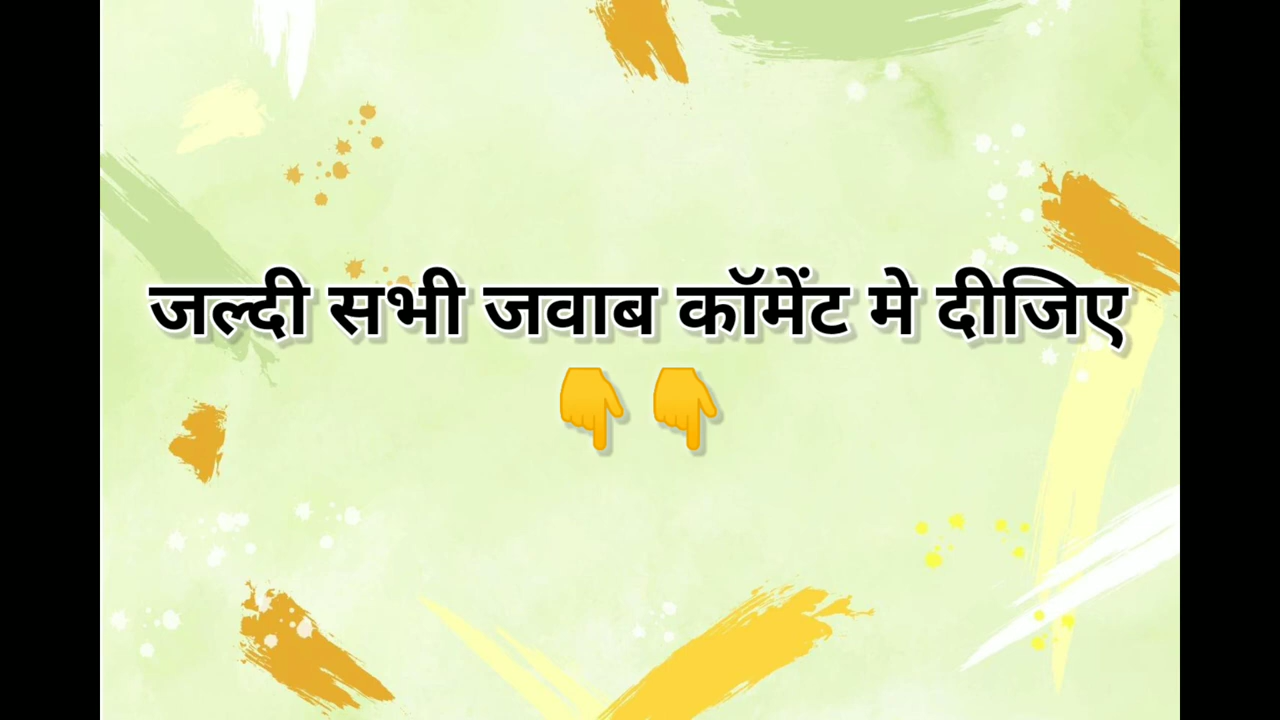 जल्दी सभी जवाब कॉमेंट मे दीजिए
👇 👇